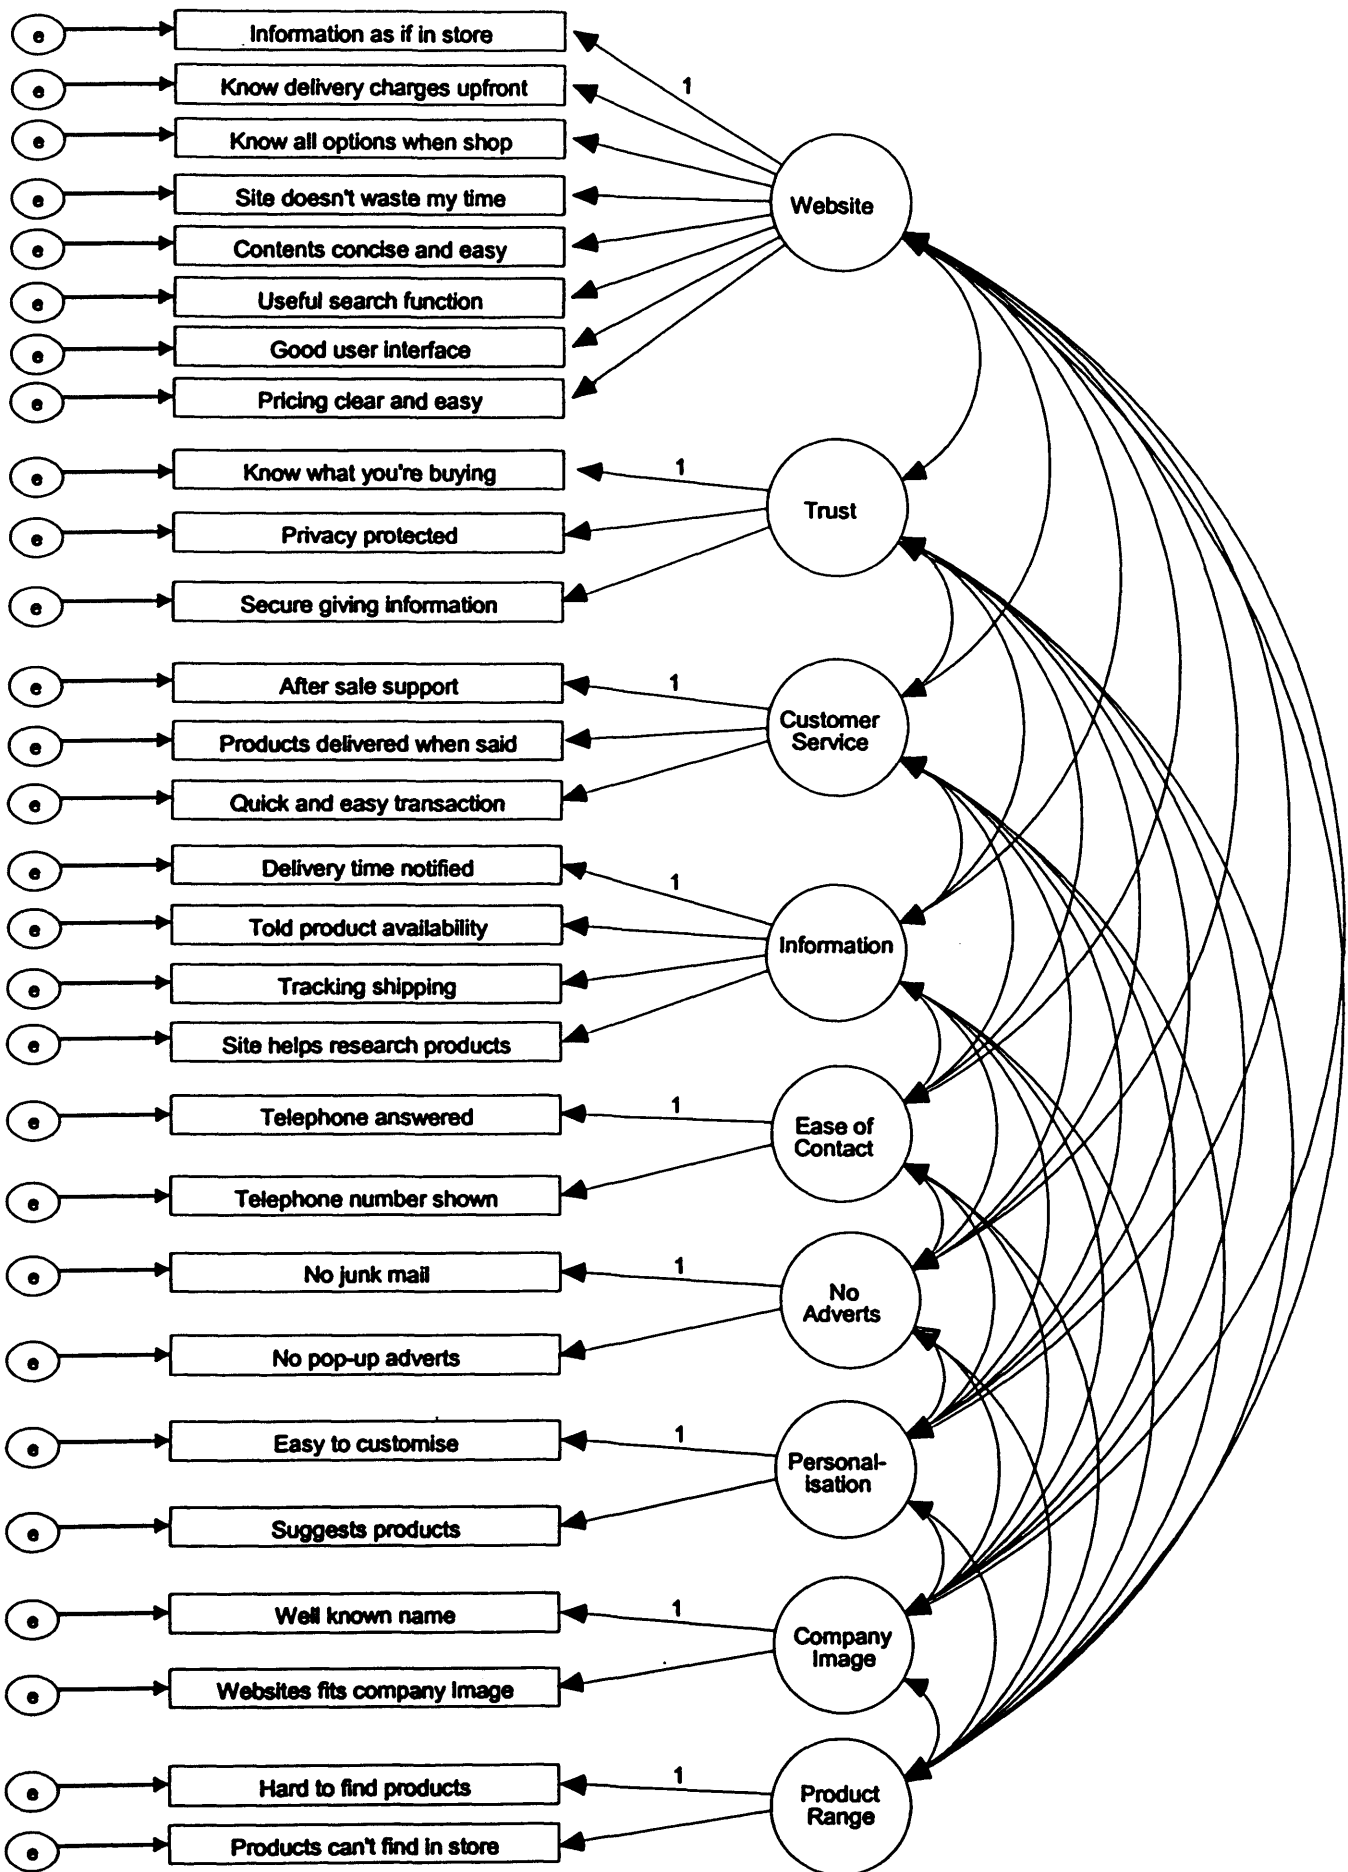 e Information as if in store
1
e Know delivery charges upfront
e Know all options when shop
e Site doesn't waste my time
Website
e Contents concise and easy
e Useful search function
e Good user interface
e Pricing clear and easy
e Know what you're buying
1
Trust
e Privacy protected
e Secure giving information
e After sale support
1
Customer
Service
e Products delivered when said
e Quick and easy transaction
e Delivery time notified
1
e Told product availability
Information
e Tracking shipping
e Site helps research products
e Telephone answered
1
Ease of
Contact
e Telephone number shown
e No junk mail
1
No
Adverts
e No pop-up adverts
e Easy to customise
1
Personal-
isation
e Suggests products
e Well known name
1
Company
Image
e Websites fits company Image
e Hard to find products
1
Product
Range
e Products can't find in store